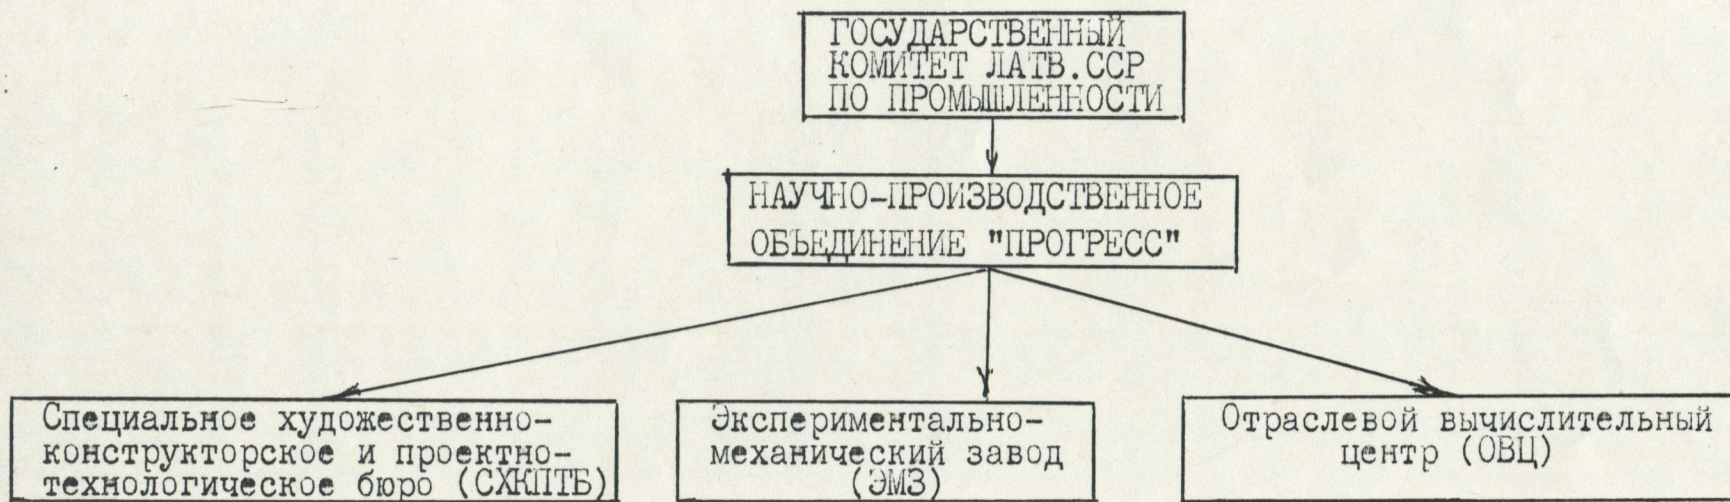 ГОСУДАРСТВЕННЫЙ
КОМИТЕТ ЛАТВ.ССР
ПО ПРОМЫШЛЕННОСТИ
НАУЧНО-ПРОИЗВОДСТВЕННОЕ
ОБЪЕДИНЕНИЕ "ПРОГРЕСС"
Специальное художественно-
конструкторское и проектно-
технологическое бюро (СХКПТБ)
Экспериментально-
механический завод
(ЭМЗ)
Отраслевой вычислительный
центр (ОВЦ)